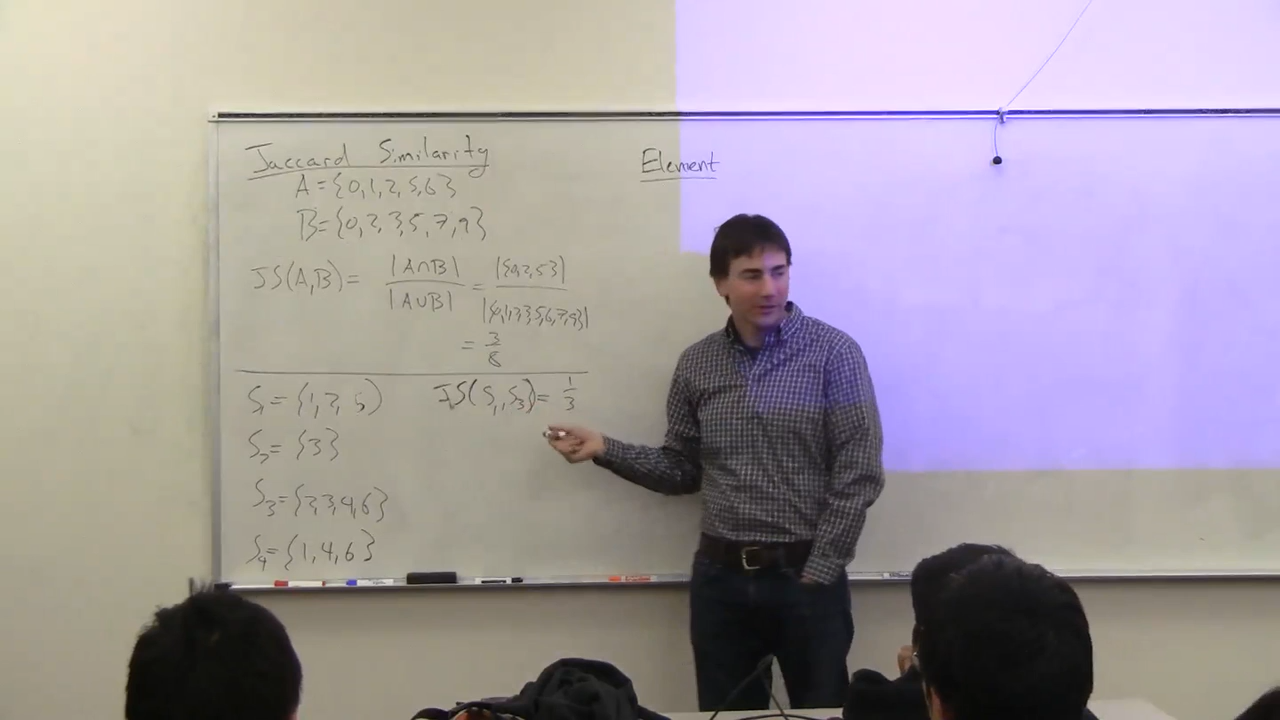 Jaccard Similarity
A = {0,1,2,5,6}
B = {0,2,3,5,7,9}
JS(A,B) = |A∩B| / |A∪B| = |{0,2,5}| / |{0,1,2,3,5,6,7,9}|
= 3/8
S₁ = {1,2,5}
JS(S₁,S₃) = 1/3
S₂ = {3}
S₃ = {2,3,4,6}
S₄ = {1,4,6}
Element